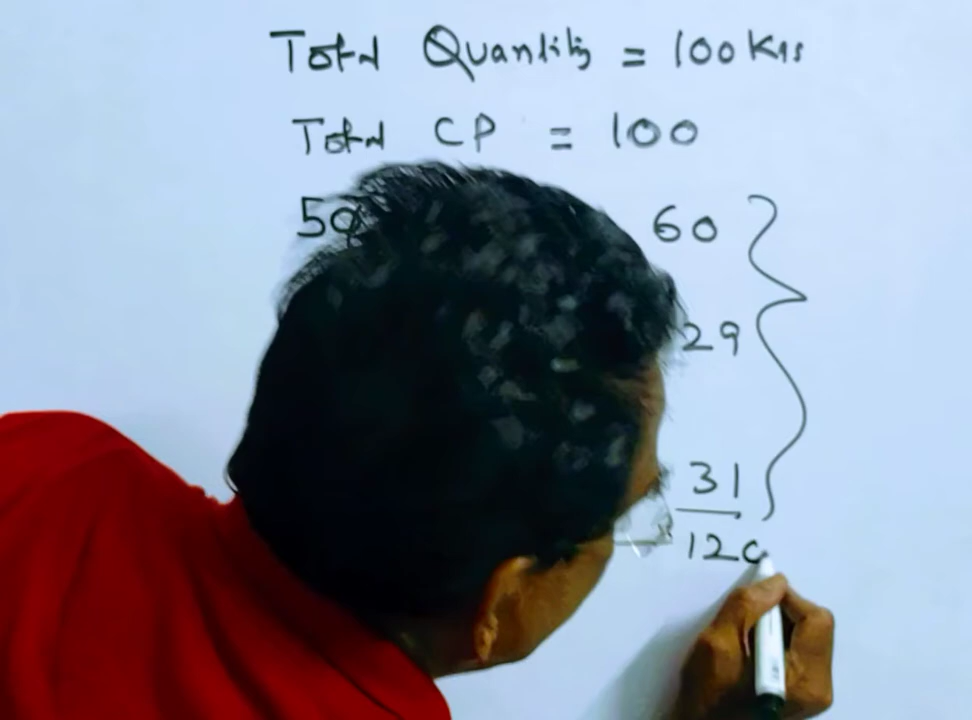 Total Quantity = 100 Kgs
Total CP = 100
50 60
29
31
120